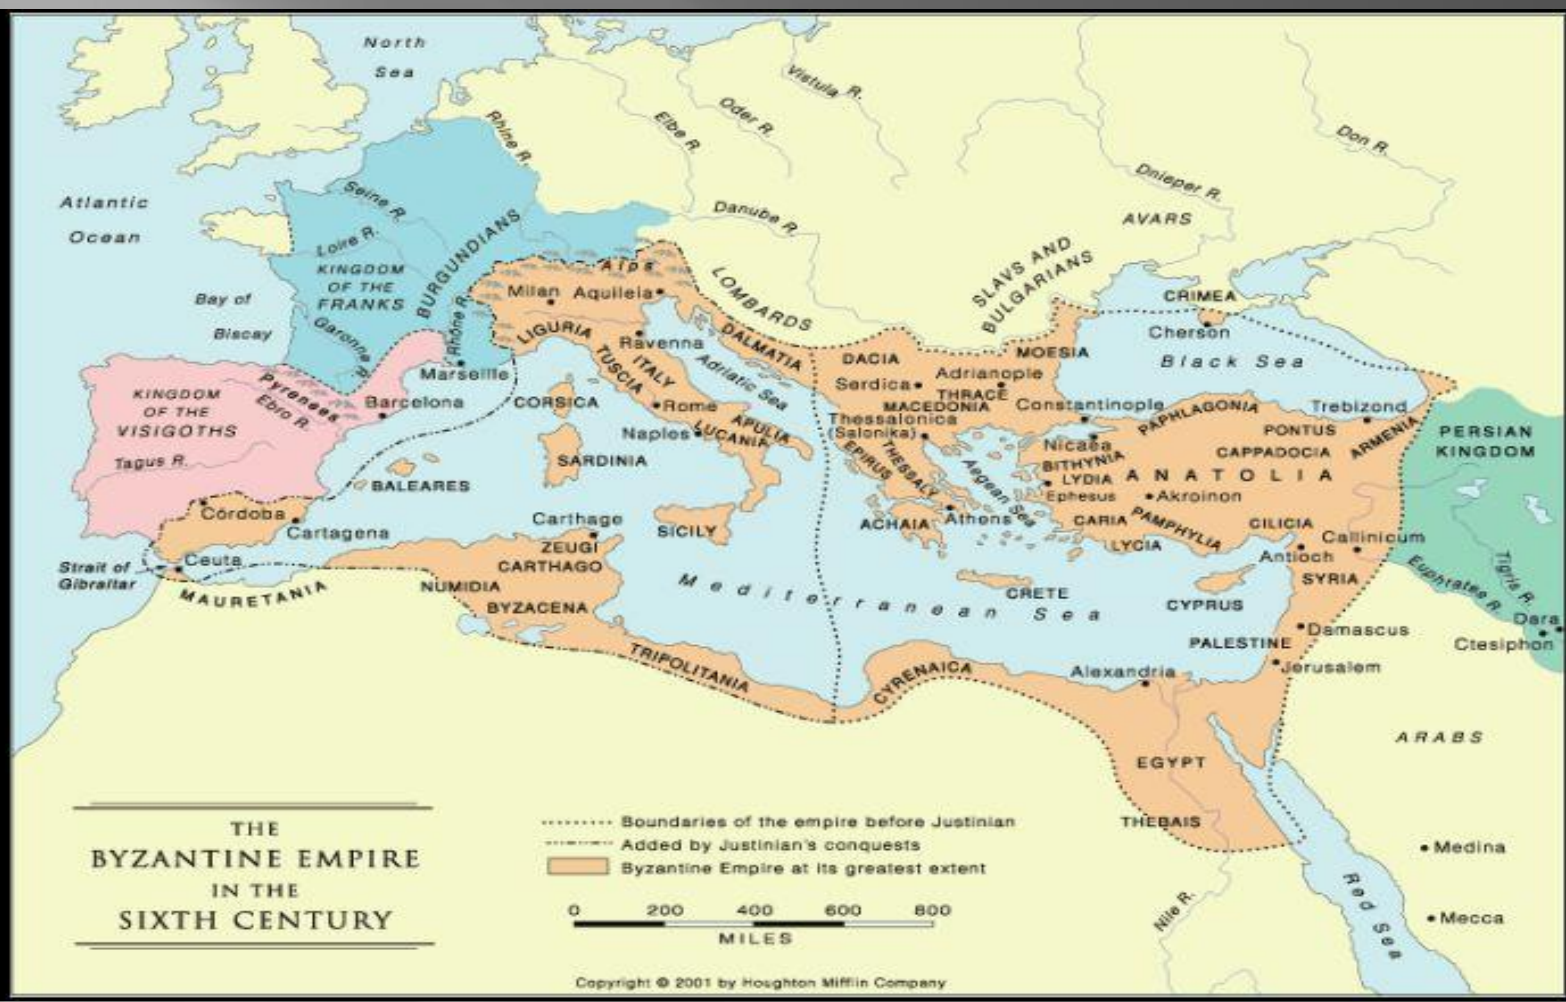 North
Sea
Vistula R.
Oder R.
Elbe R.
Rhine R.
Don R.
Dnieper R.
Atlantic
Ocean
Seine R.
Danube R.
AVARS
Loire R.
BURGUNDIANS
KINGDOM
OF THE
FRANKS
SLAVS AND
BULGARIANS
Alps
LOMBARDS
Milan
Aquileia
CRIMEA
Bay of
Biscay
Garonne R.
Rhône R.
LIGURIA
Ravenna
DALMATIA
Cherson
Black Sea
TUSCIA
ITALY
Adriatic Sea
DACIA
MOESIA
Marseille
Pyrenees
Ebro R.
KINGDOM
OF THE
VISIGOTHS
Barcelona
CORSICA
Rome
Serdica
Adrianople
THRACE
MACEDONIA
Constantinople
PAPHLAGONIA
Trebizond
Thessalonica
(Salonika)
Naples
APULIA
LUCANIA
PONTUS
ARMENIA
PERSIAN
KINGDOM
Nicaea
BITHYNIA
CAPPADOCIA
Tagus R.
SARDINIA
EPIRUS
THESSALY
Aegean Sea
LYDIA
ANATOLIA
BALEARES
Ephesus
Akroinon
Córdoba
Cartagena
Carthage
SICILY
ACHAIA
Athens
CARIA
PAMPHYLIA
CILICIA
Callinicum
ZEUGI
CARTHAGO
LYCIA
Antioch
Strait of
Gibraltar
Ceuta
MAURETANIA
NUMIDIA
BYZACENA
Mediterranean Sea
CRETE
CYPRUS
SYRIA
Euphrates R.
Tigris R.
Dara
Ctesiphon
PALESTINE
Damascus
TRIPOLITANIA
CYRENAICA
Alexandria
Jerusalem
ARABS
EGYPT
THEBAIS
Medina
Red Sea
Mecca
Nile R.
THE
BYZANTINE EMPIRE
IN THE
SIXTH CENTURY
Boundaries of the empire before Justinian
Added by Justinian's conquests
Byzantine Empire at its greatest extent
0 200 400 600 800
MILES
Copyright © 2001 by Houghton Mifflin Company